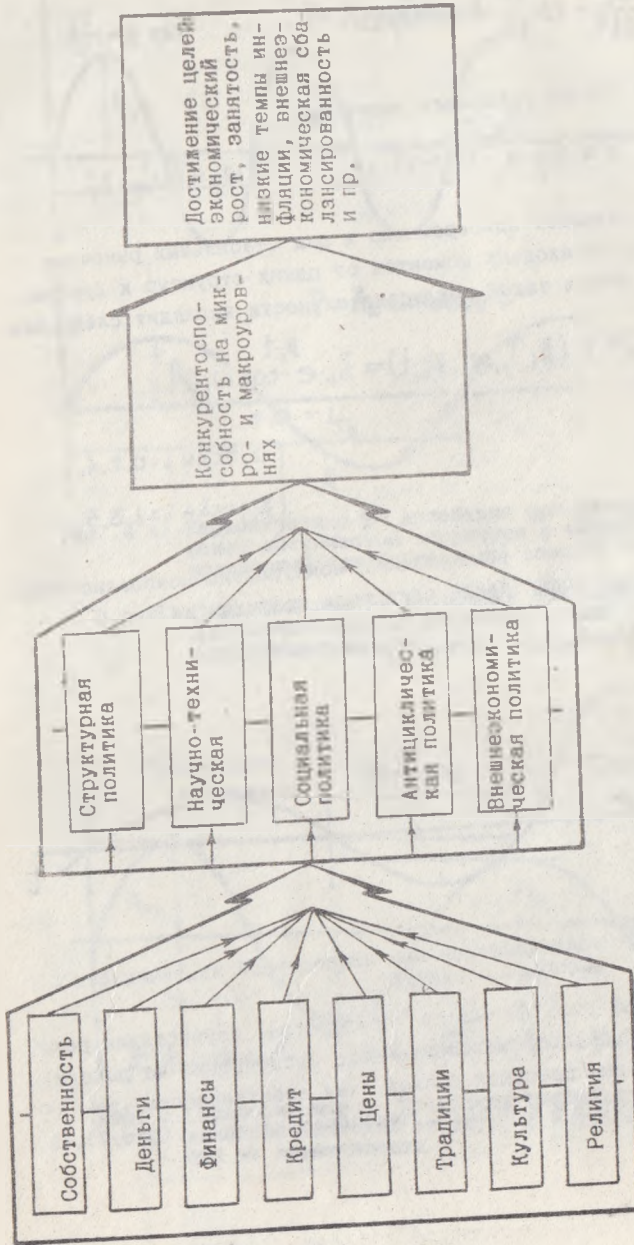 Собственность
Деньги
Финансы
Кредит
Цены
Традиции
Культура
Религия
Структурная
политика
Научно-техни-
ческая
Социальная
политика
Антицикличес-
кая политика
Внешнеэкономи-
ческая политика
Конкурентоспо-
собность на мик-
ро- и макроуров-
нях
Достижение целей
экономический
рост, занятость,
низкие темпы ин-
фляции, внешнеэ-
кономическая сба
лансированность
и пр.